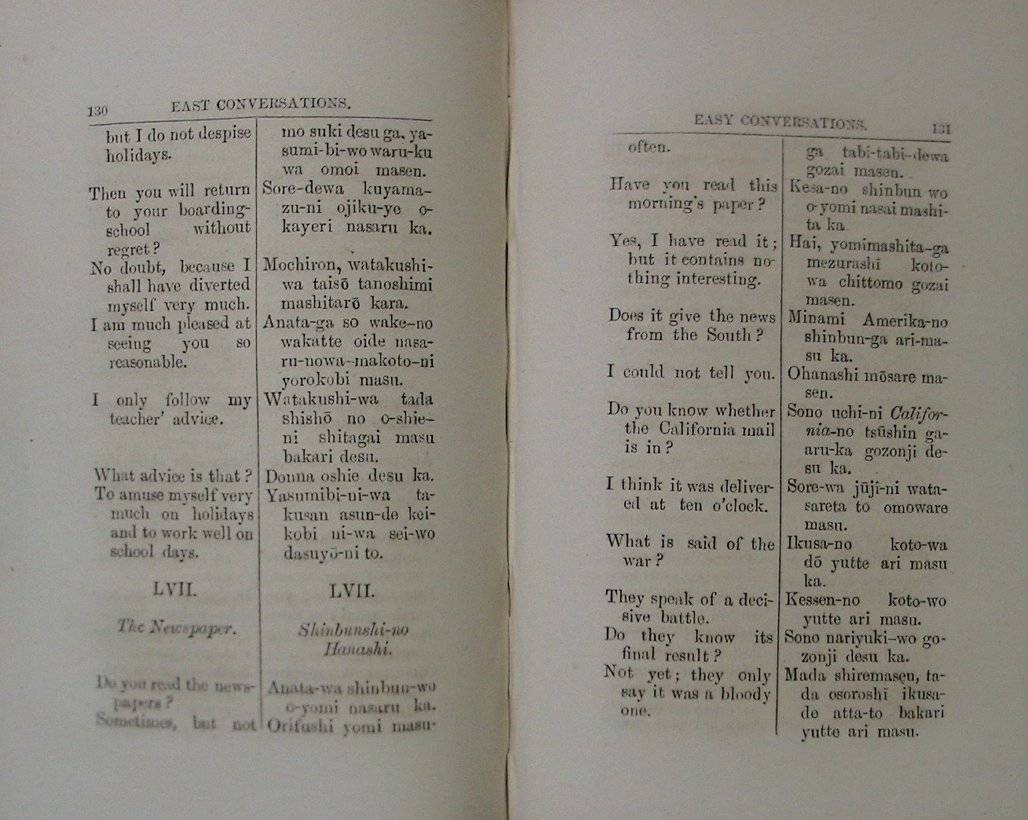 130 EAST CONVERSATIONS.
but I do not despise
holidays.
Then you will return
to your boarding-
school without
regret ?
No doubt, because I
shall have diverted
myself very much.
I am much pleased at
seeing you so
reasonable.
I only follow my
teacher' advice.
What advice is that ?
To amuse myself very
much on holidays
and to work well on
school days.
LVII.
The Newspaper.
Do you read the news-
papers ?
Sometimes, but not
mo suki desu ga, ya-
sumi-bi-wo waru-ku
wa omoi masen.
Sore-dewa kuyama-
zu-ni ojiku-ye o-
kayeri nasaru ka.
Mochiron, watakushi-
wa taisō tanoshimi
mashitarō kara.
Anata-ga so wake-no
wakatte oide nasa-
ru-nowa-makoto-ni
yorokobi masu.
Watakushi-wa tada
shishō no o-shie-
ni shitagai masu
bakari desu.
Donna oshie desu ka.
Yasumibi-ni-wa ta-
kusan asun-de kei-
kobi ni-wa sei-wo
dasuyō-ni to.
LVII.
Shinbunshi-no
Hanashi.
Anata-wa shinbun-wo
o-yomi nasaru ka.
Orifushi yomi masu-
EASY CONVERSATIONS. 131
often.
Have you read this
morning's paper ?
Yes, I have read it ;
but it contains no-
thing interesting.
Does it give the news
from the South ?
I could not tell you.
Do you know whether
the California mail
is in ?
I think it was deliver-
ed at ten o'clock.
What is said of the
war ?
They speak of a deci-
sive battle.
Do they know its
final result ?
Not yet ; they only
say it was a bloody
one.
ga tabi-tabi-dewa
gozai masen.
Kesa-no shinbun wo
o-yomi nasai mashi-
ta ka
Hai, yomimashita-ga
mezurashī koto-
wa chittomo gozai
masen.
Minami Amerika-no
shinbun-ga ari-ma-
su ka.
Ohanashi mōsare ma-
sen.
Sono uchi-ni Califor-
nia-no tsūshin ga-
aru-ka gozonji de-
su ka.
Sore-wa jūji-ni wata-
sareta to omoware
masu.
Ikusa-no koto-wa
dō yutte ari masu
ka.
Kessen-no koto-wo
yutte ari masu.
Sono nariyuki-wo go-
zonji desu ka.
Mada shiremasen, ta-
da osoroshī ikusa-
de atta-to bakari
yutte ari masu.